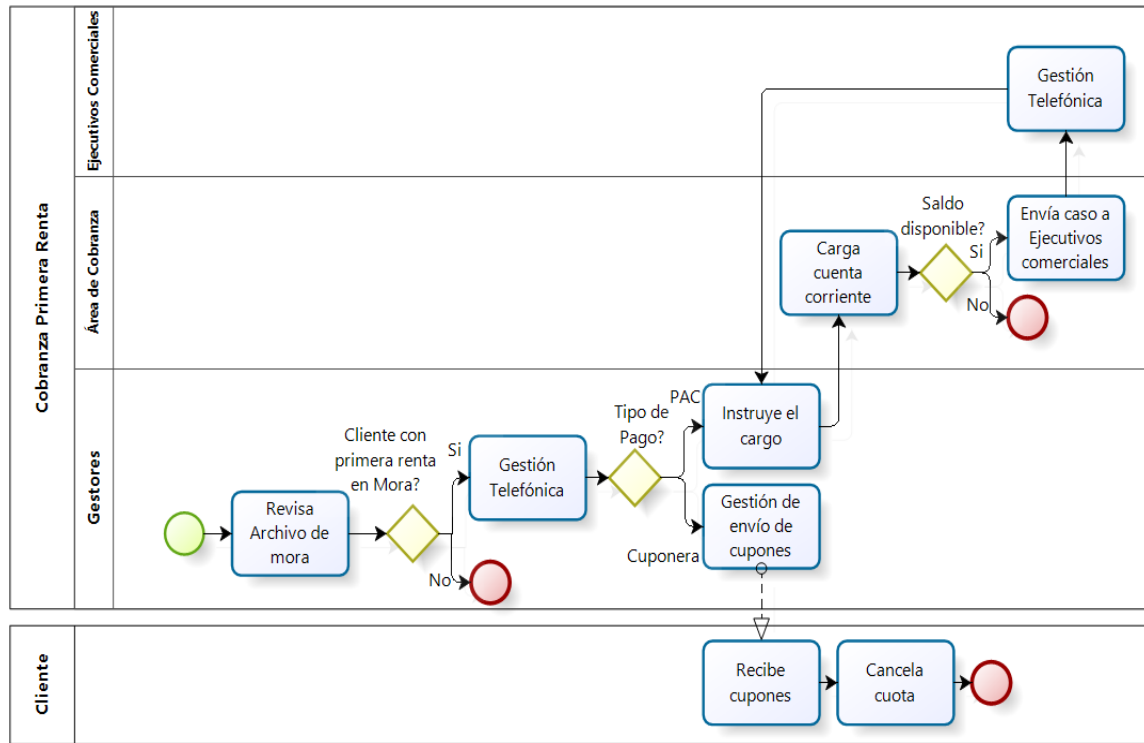 Cobranza Primera Renta
Ejecutivos Comerciales
Gestión
Telefónica
Área de Cobranza
Carga
cuenta
corriente
Saldo
disponible?
Si
No
Envía caso a
Ejecutivos
comerciales
Gestores
Revisa
Archivo de
mora
Cliente con
primera renta
en Mora?
Si
No
Gestión
Telefónica
Tipo de
Pago?
PAC
Cuponera
Instruye el
cargo
Gestión de
envío de
cupones
Cliente
Recibe
cupones
Cancela
cuota